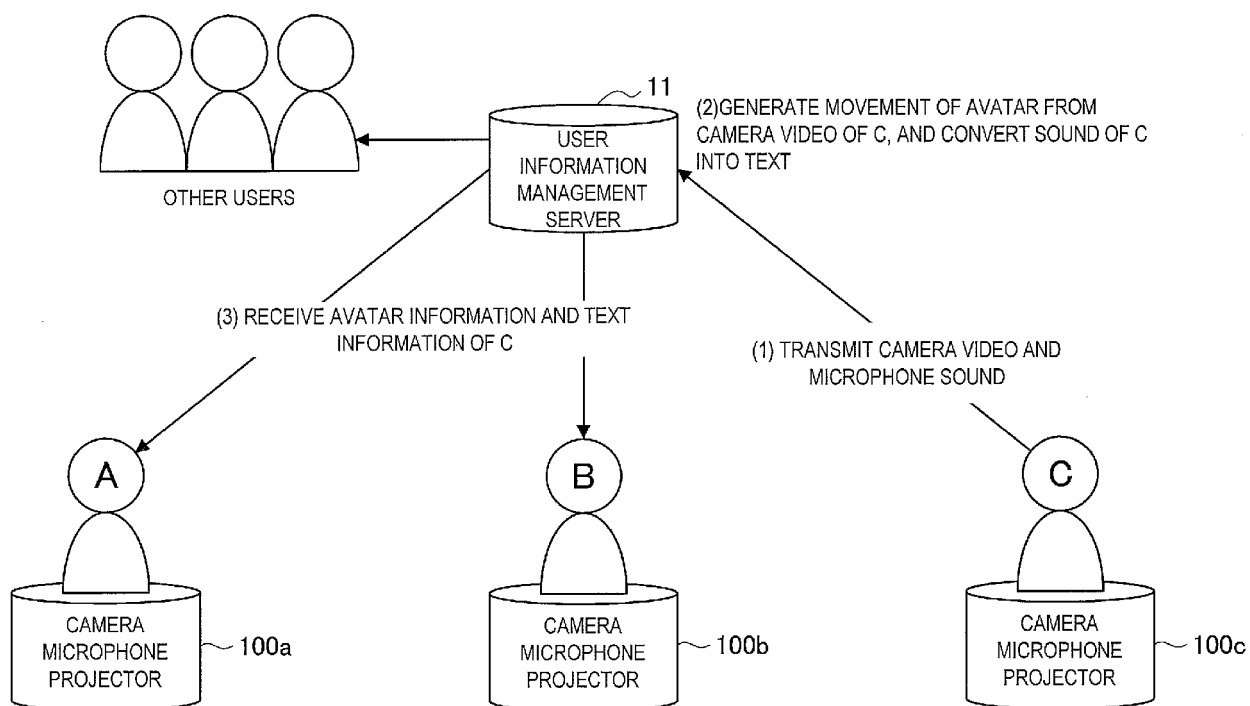 11
(2)GENERATE MOVEMENT OF AVATAR FROM
CAMERA VIDEO OF C, AND CONVERT SOUND OF C
INTO TEXT
USER
INFORMATION
MANAGEMENT
SERVER
OTHER USERS
(3) RECEIVE AVATAR INFORMATION AND TEXT
INFORMATION OF C
(1) TRANSMIT CAMERA VIDEO AND
MICROPHONE SOUND
A
B
C
CAMERA
MICROPHONE
PROJECTOR
100a
CAMERA
MICROPHONE
PROJECTOR
100b
CAMERA
MICROPHONE
PROJECTOR
100c